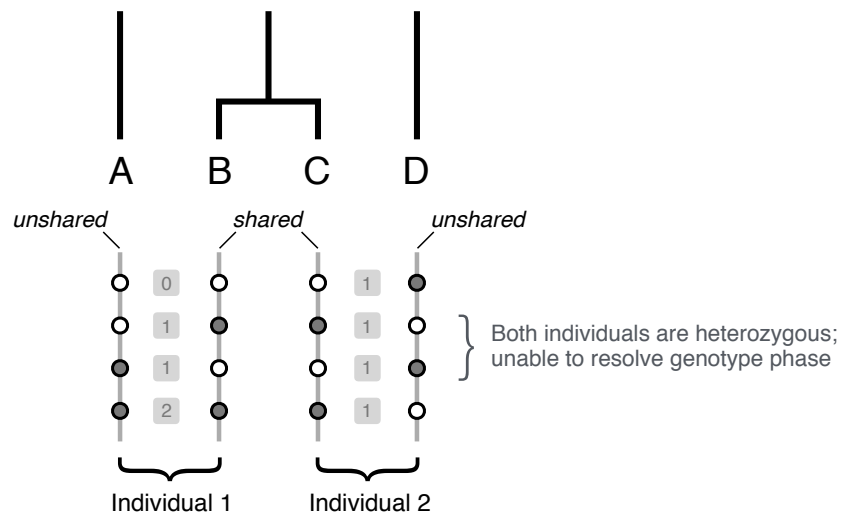 A B C D
unshared shared unshared
0 1
1 1
1 1
2 1
Both individuals are heterozygous;
unable to resolve genotype phase
Individual 1 Individual 2